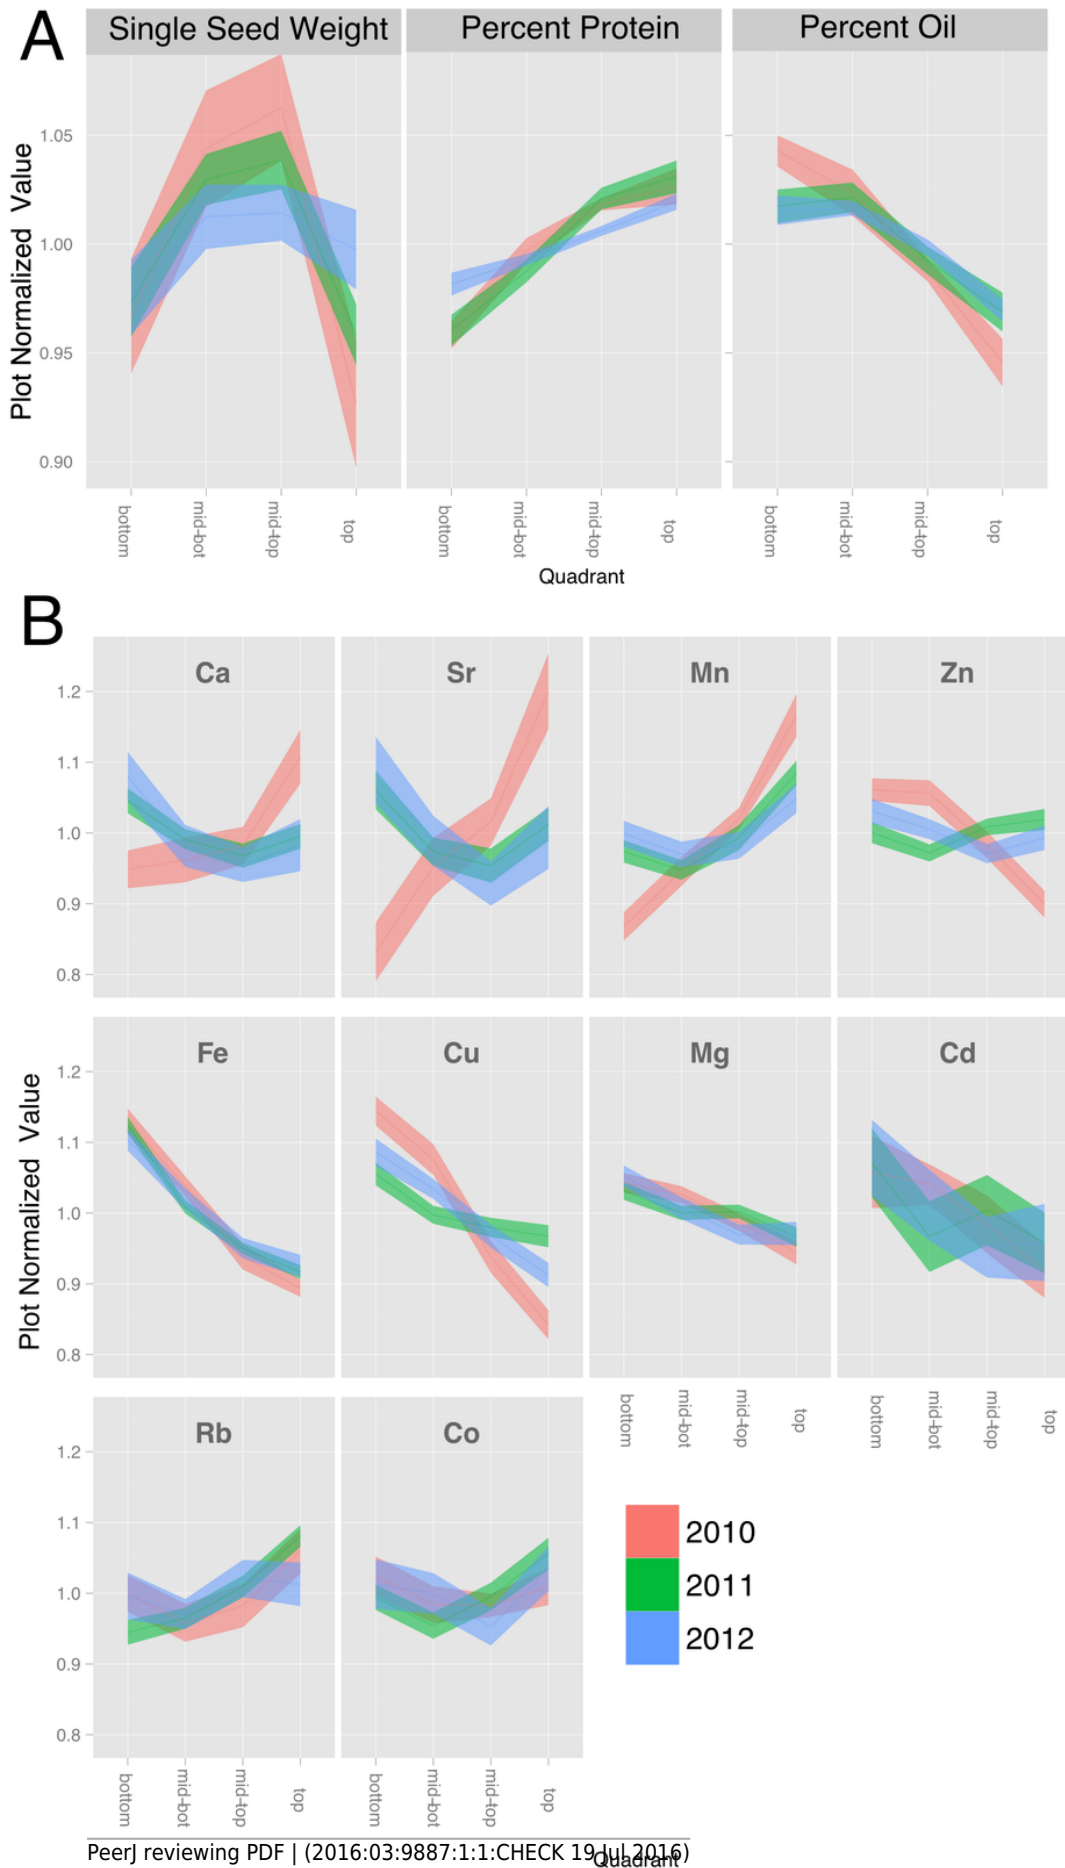 A
Single Seed Weight
Percent Protein
Percent Oil
Plot Normalized Value
1.05
1.00
0.95
0.90
bottom
mid-bot
mid-top
top
bottom
mid-bot
mid-top
top
bottom
mid-bot
mid-top
top
Quadrant
B
Ca
Sr
Mn
Zn
1.2
1.1
1.0
0.9
0.8
Fe
Cu
Mg
Cd
Plot Normalized Value
1.2
1.1
1.0
0.9
0.8
bottom
mid-bot
mid-top
top
bottom
mid-bot
mid-top
top
Rb
Co
1.2
1.1
1.0
0.9
0.8
2010
2011
2012
bottom
mid-bot
mid-top
top
bottom
mid-bot
mid-top
top
Quadrant
PeerJ reviewing PDF | (2016:03:9887:1:1:CHECK 19 Jul 2016)